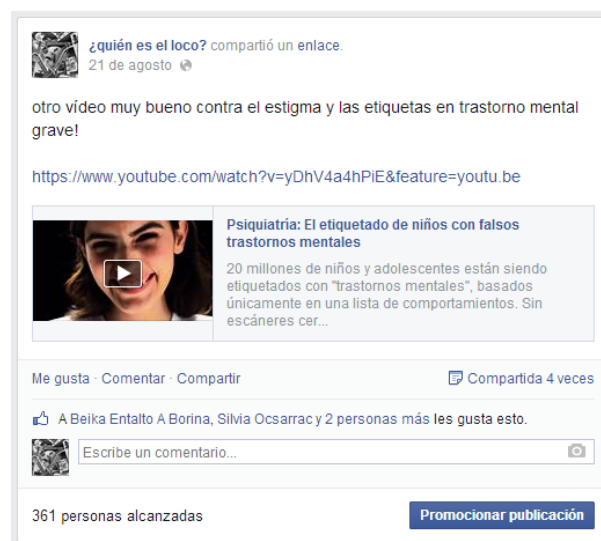 ¿quién es el loco? compartió un enlace.
21 de agosto
otro vídeo muy bueno contra el estigma y las etiquetas en trastorno mental
grave!
https://www.youtube.com/watch?v=yDhV4a4hPiE&feature=youtu.be
Psiquiatría: El etiquetado de niños con falsos
trastornos mentales
20 millones de niños y adolescentes están siendo
etiquetados con "trastornos mentales", basados
únicamente en una lista de comportamientos. Sin
escáneres cer...
Me gusta · Comentar · Compartir
Compartida 4 veces
A Beika Entalto A Borina, Silvia Ocsarrac y 2 personas más les gusta esto.
Escribe un comentario...
361 personas alcanzadas
Promocionar publicación